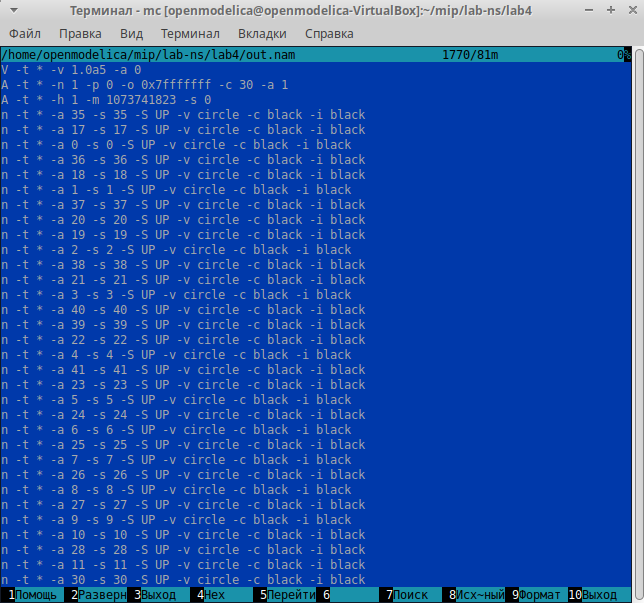 Терминал - mc [openmodelica@openmodelica-VirtualBox]:~/mip/lab-ns/lab4
Файл Правка Вид Терминал Вкладки Справка
/home/openmodelica/mip/lab-ns/lab4/out.nam 1770/81m 0%
V -t * -v 1.0a5 -a 0
A -t * -n 1 -p 0 -o 0x7fffffff -c 30 -a 1
A -t * -h 1 -m 1073741823 -s 0
n -t * -a 35 -s 35 -S UP -v circle -c black -i black
n -t * -a 17 -s 17 -S UP -v circle -c black -i black
n -t * -a 0 -s 0 -S UP -v circle -c black -i black
n -t * -a 36 -s 36 -S UP -v circle -c black -i black
n -t * -a 18 -s 18 -S UP -v circle -c black -i black
n -t * -a 1 -s 1 -S UP -v circle -c black -i black
n -t * -a 37 -s 37 -S UP -v circle -c black -i black
n -t * -a 20 -s 20 -S UP -v circle -c black -i black
n -t * -a 19 -s 19 -S UP -v circle -c black -i black
n -t * -a 2 -s 2 -S UP -v circle -c black -i black
n -t * -a 38 -s 38 -S UP -v circle -c black -i black
n -t * -a 21 -s 21 -S UP -v circle -c black -i black
n -t * -a 3 -s 3 -S UP -v circle -c black -i black
n -t * -a 40 -s 40 -S UP -v circle -c black -i black
n -t * -a 39 -s 39 -S UP -v circle -c black -i black
n -t * -a 22 -s 22 -S UP -v circle -c black -i black
n -t * -a 4 -s 4 -S UP -v circle -c black -i black
n -t * -a 41 -s 41 -S UP -v circle -c black -i black
n -t * -a 23 -s 23 -S UP -v circle -c black -i black
n -t * -a 5 -s 5 -S UP -v circle -c black -i black
n -t * -a 24 -s 24 -S UP -v circle -c black -i black
n -t * -a 6 -s 6 -S UP -v circle -c black -i black
n -t * -a 25 -s 25 -S UP -v circle -c black -i black
n -t * -a 7 -s 7 -S UP -v circle -c black -i black
n -t * -a 26 -s 26 -S UP -v circle -c black -i black
n -t * -a 8 -s 8 -S UP -v circle -c black -i black
n -t * -a 27 -s 27 -S UP -v circle -c black -i black
n -t * -a 9 -s 9 -S UP -v circle -c black -i black
n -t * -a 10 -s 10 -S UP -v circle -c black -i black
n -t * -a 28 -s 28 -S UP -v circle -c black -i black
n -t * -a 11 -s 11 -S UP -v circle -c black -i black
n -t * -a 30 -s 30 -S UP -v circle -c black -i black
1Помощь 2Разверн 3Выход 4Hex 5Перейти 6 7Поиск 8Исх~ный 9Формат 10Выход